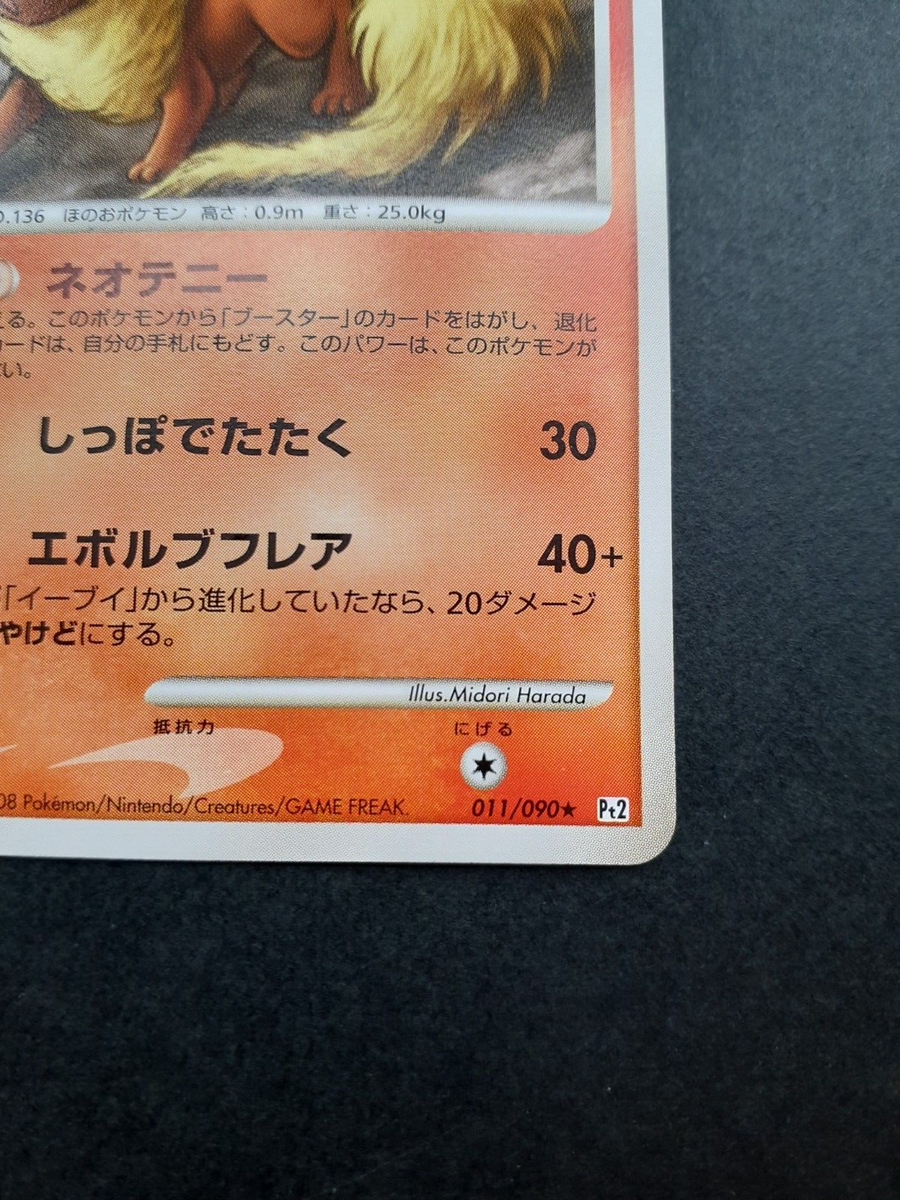 .136 ほのおポケモン 高さ：0.9m 重さ：25.0kg
ネオテニー
える。このポケモンから「ブースター」のカードをはがし、退化
カードは、自分の手札にもどす。このパワーは、このポケモンが
ない。
しっぽでたたく 30
エボルブフレア 40+
「イーブイ」から進化していたなら、20ダメージ
やけどにする。
Illus.Midori Harada
抵抗力 にげる
08 Pokémon/Nintendo/Creatures/GAME FREAK. 011/090★ Pt2